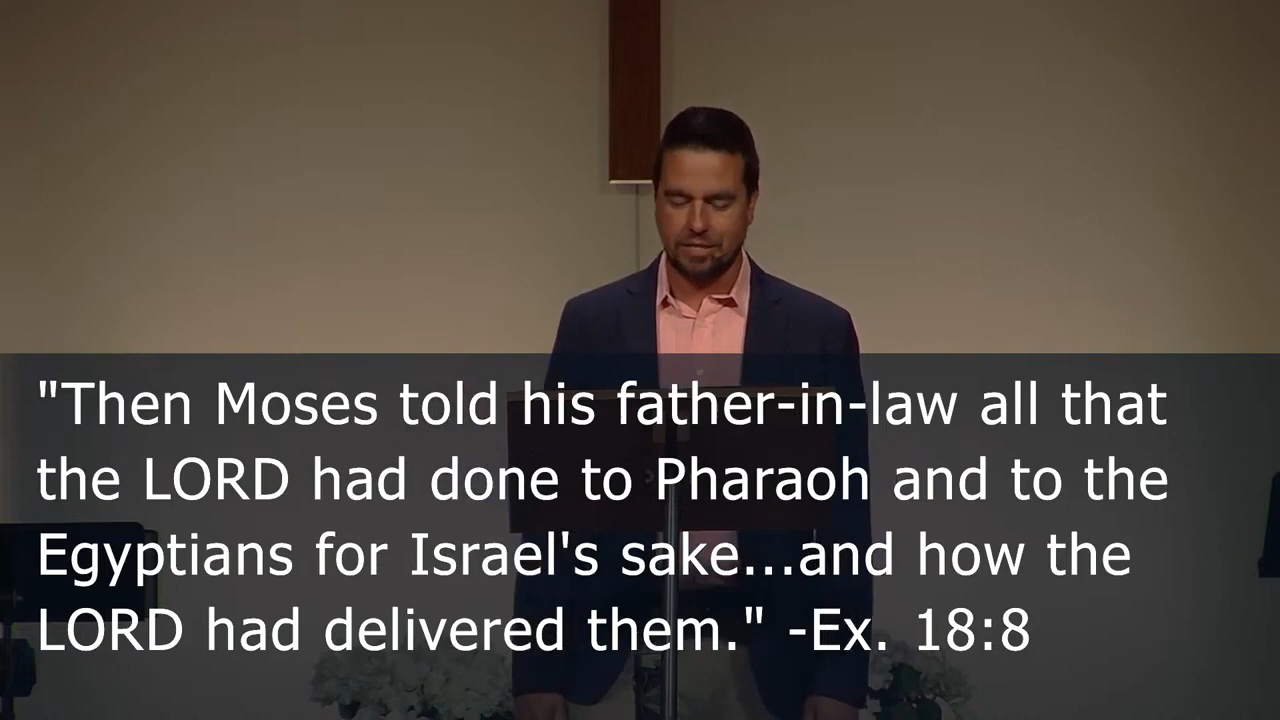 "Then Moses told his father-in-law all that
the LORD had done to Pharaoh and to the
Egyptians for Israel's sake...and how the
LORD had delivered them." -Ex. 18:8